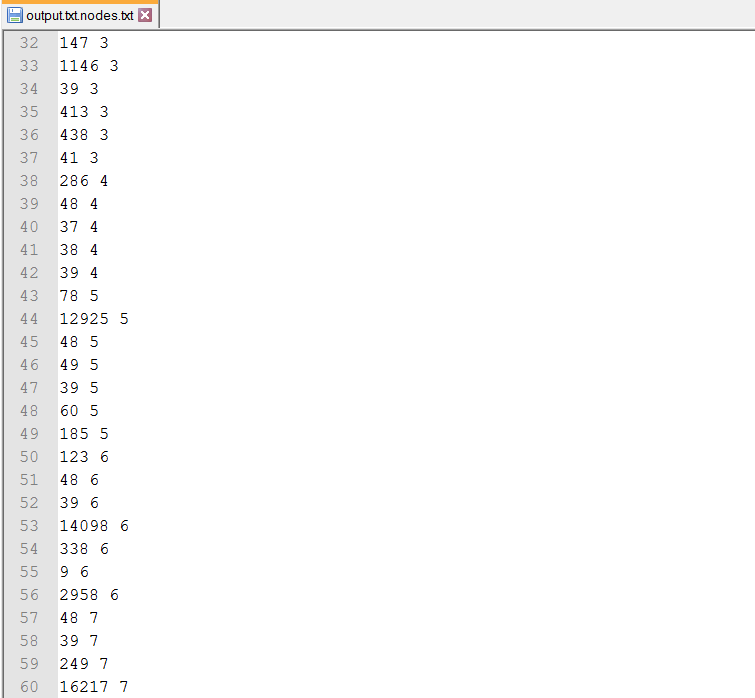 output.txt.nodes.txt
32 147 3
33 1146 3
34 39 3
35 413 3
36 438 3
37 41 3
38 286 4
39 48 4
40 37 4
41 38 4
42 39 4
43 78 5
44 12925 5
45 48 5
46 49 5
47 39 5
48 60 5
49 185 5
50 123 6
51 48 6
52 39 6
53 14098 6
54 338 6
55 9 6
56 2958 6
57 48 7
58 39 7
59 249 7
60 16217 7